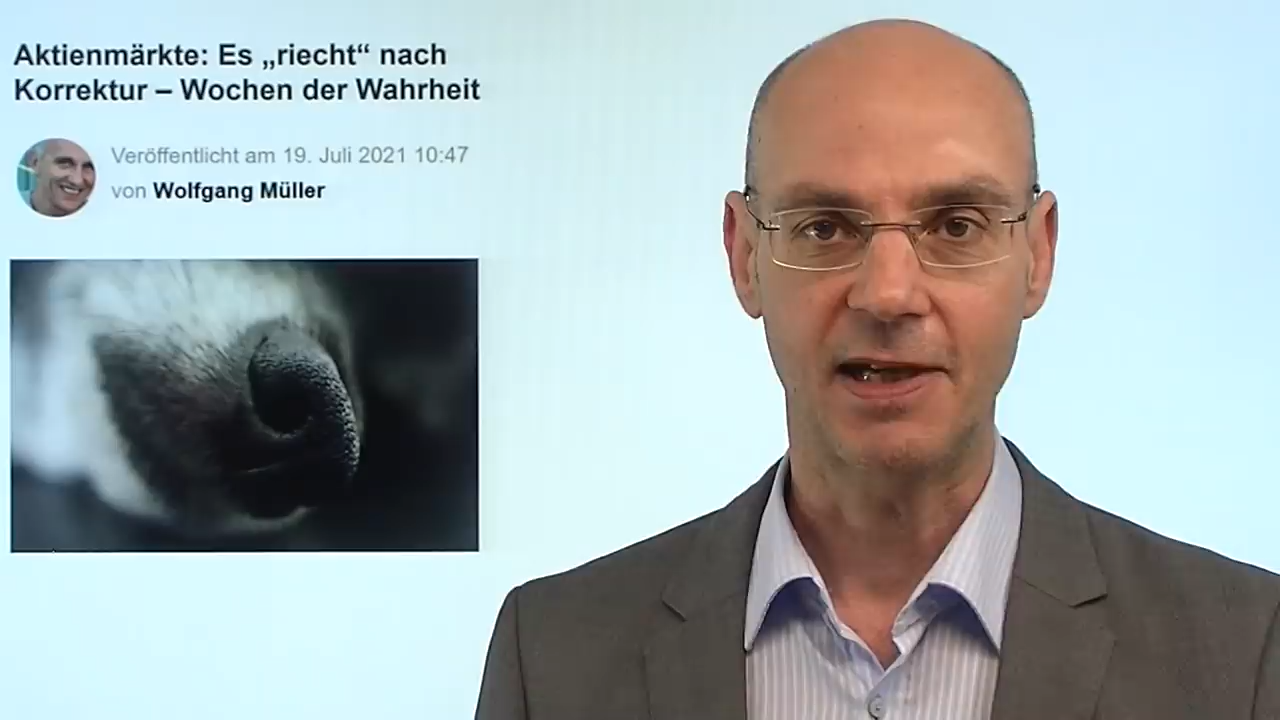 Aktienmärkte: Es „riecht“ nach
Korrektur – Wochen der Wahrheit
Veröffentlicht am 19. Juli 2021 10:47
von Wolfgang Müller